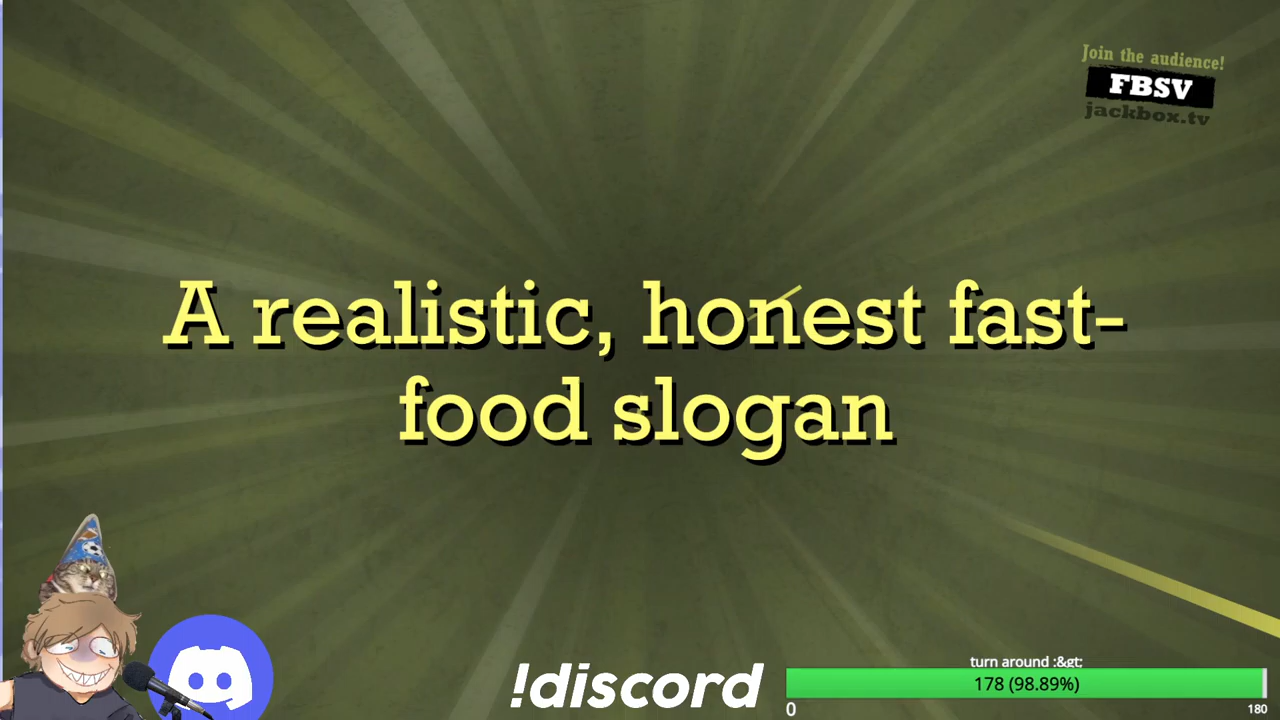 Join the audience!
FBSV
jackbox.tv
A realistic, honest fast-
food slogan
!discord
turn around :&gt;
178 (98.89%)
0
180